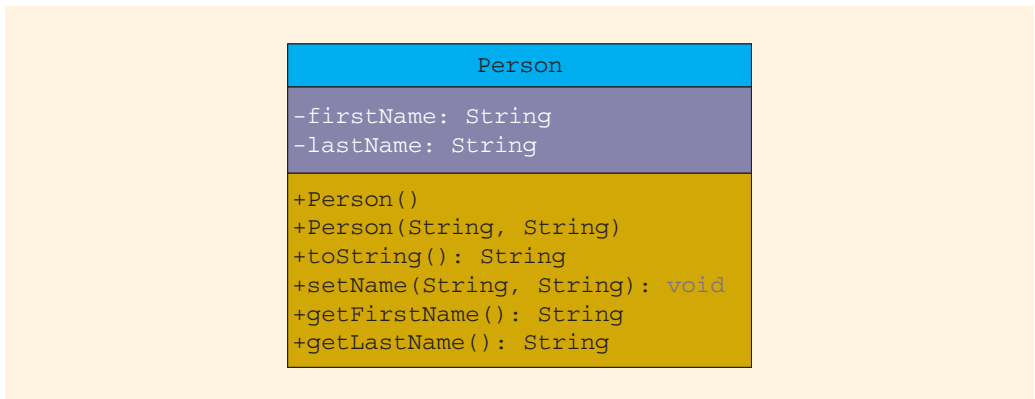 Person
-firstName: String
-lastName: String
+Person()
+Person(String, String)
+toString(): String
+setName(String, String): void
+getFirstName(): String
+getLastName(): String